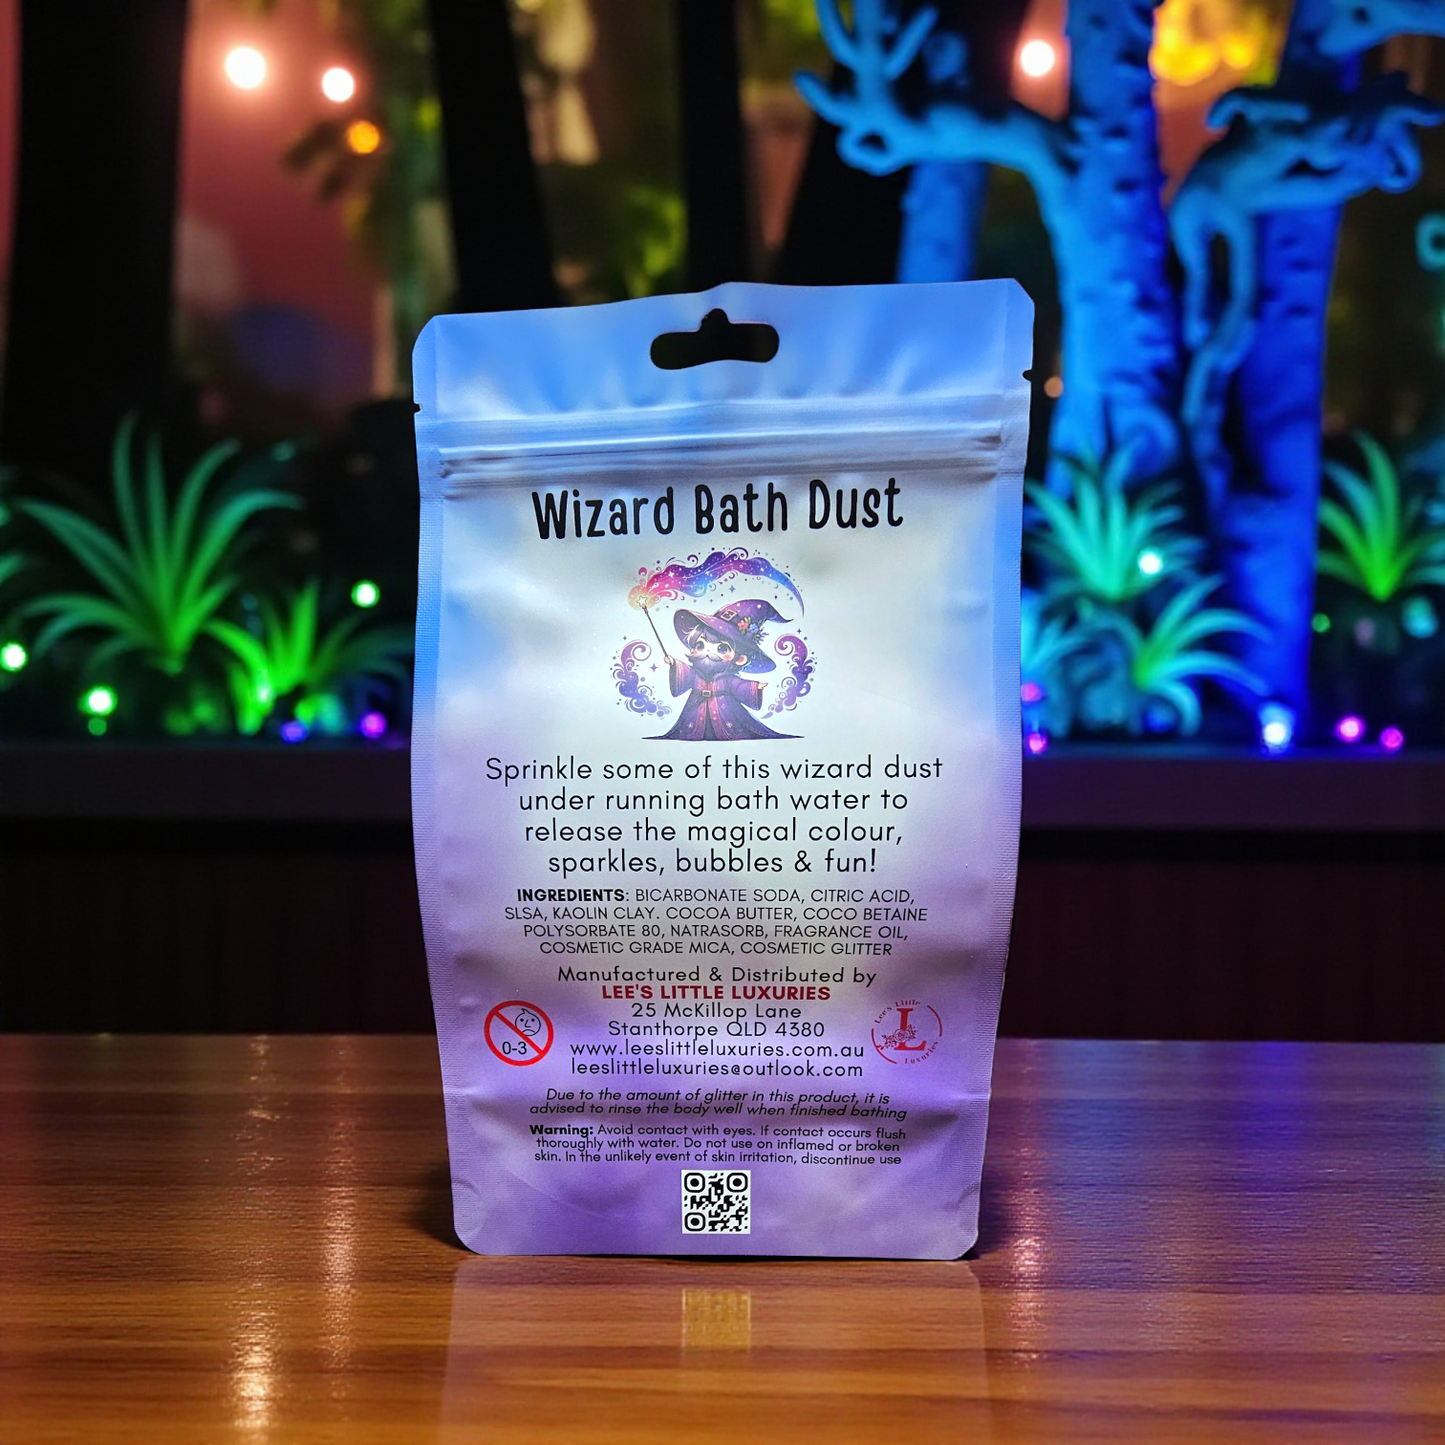 Wizard Bath Dust
Sprinkle some of this wizard dust
under running bath water to
release the magical colour,
sparkles, bubbles & fun!
INGREDIENTS: BICARBONATE SODA, CITRIC ACID,
SLSA, KAOLIN CLAY. COCOA BUTTER, COCO BETAINE
POLYSORBATE 80, NATRASORB, FRAGRANCE OIL,
COSMETIC GRADE MICA, COSMETIC GLITTER
Manufactured & Distributed by
LEE'S LITTLE LUXURIES
25 McKillop Lane
Stanthorpe QLD 4380
www.leeslittleluxuries.com.au
leeslittleluxuries@outlook.com
0-3
Lee's Little
L
Luxuries
Due to the amount of glitter in this product, it is
advised to rinse the body well when finished bathing
Warning: Avoid contact with eyes. If contact occurs flush
thoroughly with water. Do not use on inflamed or broken
skin. In the unlikely event of skin irritation, discontinue use